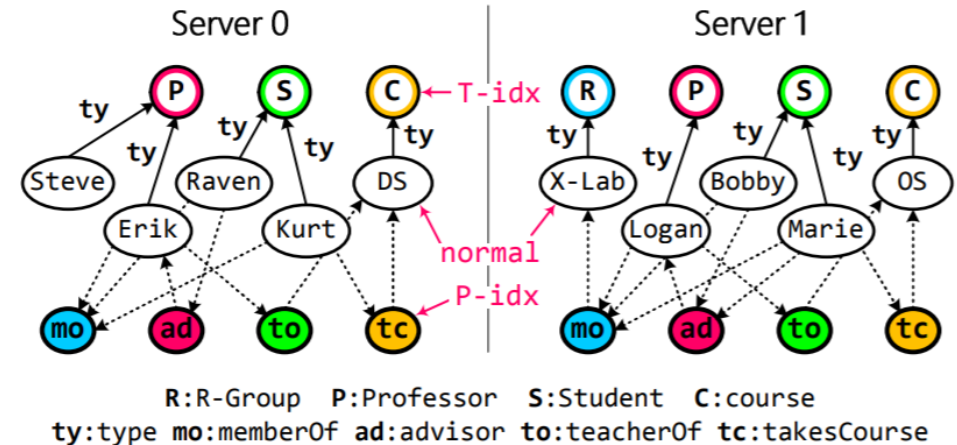 Server 0 Server 1
P S C T-idx R P S C
ty ty ty ty ty ty ty ty ty ty
Steve Raven DS X-Lab Bobby OS
Erik Kurt Logan Marie
normal
P-idx
mo ad to tc mo ad to tc
R:R-Group P:Professor S:Student C:course
ty:type mo:memberOf ad:advisor to:teacherOf tc:takesCourse